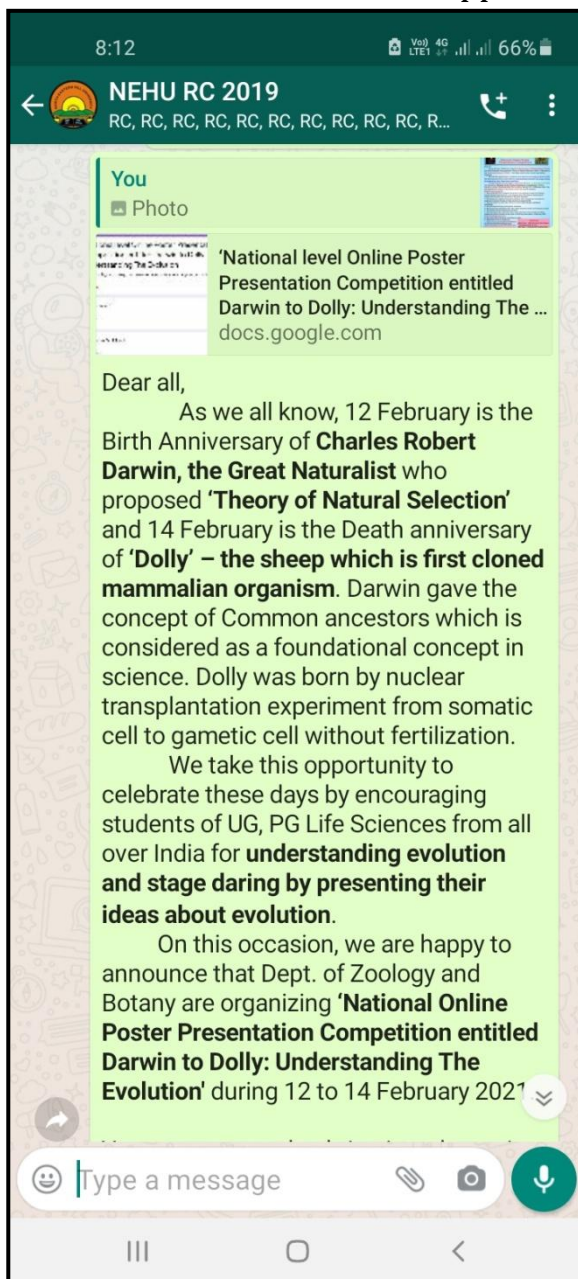 8:12
Vo)) LTE1 4G 66%
NEHU RC 2019
RC, RC, RC, RC, RC, RC, RC, RC, RC, R...
You
Photo
'National level Online Poster
Presentation Competition entitled
Darwin to Dolly: Understanding The ...
docs.google.com
Dear all,
As we all know, 12 February is the
Birth Anniversary of Charles Robert
Darwin, the Great Naturalist who
proposed 'Theory of Natural Selection'
and 14 February is the Death anniversary
of 'Dolly' – the sheep which is first cloned
mammalian organism. Darwin gave the
concept of Common ancestors which is
considered as a foundational concept in
science. Dolly was born by nuclear
transplantation experiment from somatic
cell to gametic cell without fertilization.
We take this opportunity to
celebrate these days by encouraging
students of UG, PG Life Sciences from all
over India for understanding evolution
and stage daring by presenting their
ideas about evolution.
On this occasion, we are happy to
announce that Dept. of Zoology and
Botany are organizing 'National Online
Poster Presentation Competition entitled
Darwin to Dolly: Understanding The
Evolution' during 12 to 14 February 2021
Type a message